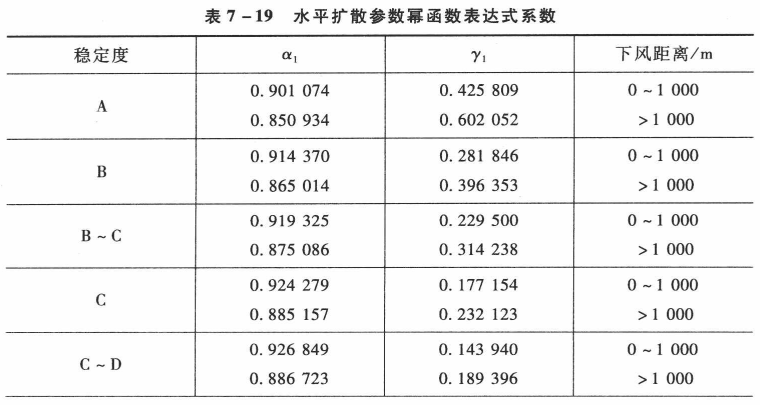 表 7-19 水平扩散参数幂函数表达式系数
稳定度 α₁ γ₁ 下风距离/m
A 0.901 074 0.425 809 0~1 000
0.850 934 0.602 052 >1 000
B 0.914 370 0.281 846 0~1 000
0.865 014 0.396 353 >1 000
B~C 0.919 325 0.229 500 0~1 000
0.875 086 0.314 238 >1 000
C 0.924 279 0.177 154 0~1 000
0.885 157 0.232 123 >1 000
C~D 0.926 849 0.143 940 0~1 000
0.886 723 0.189 396 >1 000